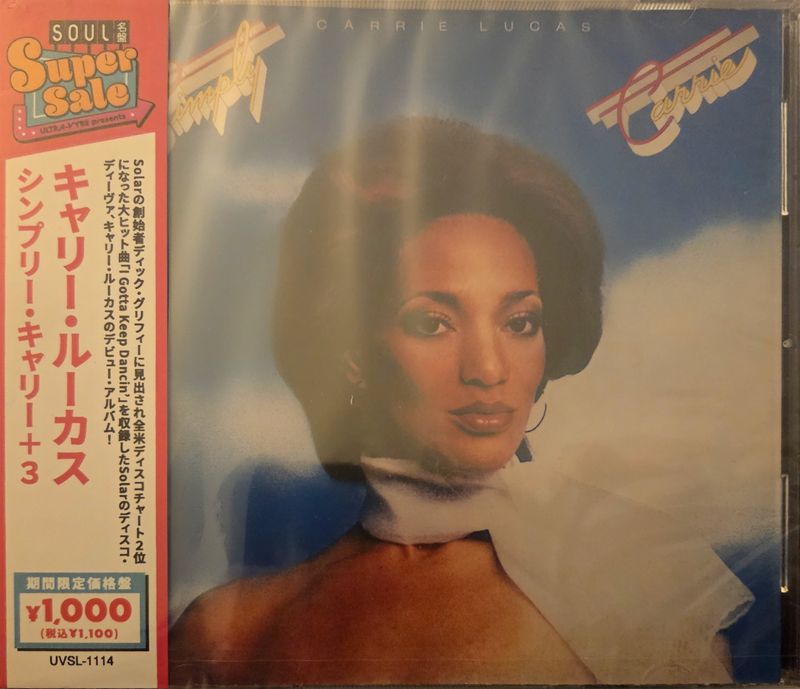 SOUL 名盤
Super
Sale
ULTRA-VYBE presents
キャリー・ルーカス
シンプリー・キャリー＋3
Solarの創始者ディック・グリフィーに見出され全米ディスコチャート2位
になった大ヒット曲「I Gotta Keep Dancin'」を収録したSolarのディスコ・
ディーヴァ、キャリー・ルーカスのデビュー・アルバム！
期間限定価格盤
¥1,000
(税込¥1,100)
UVSL-1114
CARRIE LUCAS
Simply
Carrie